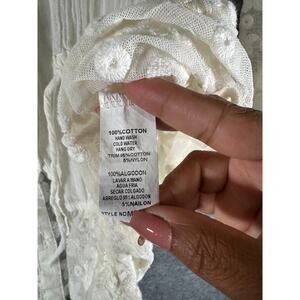 100%COTTON
HAND WASH
COLD WATER
HANG DRY
TRIM 95%COTTON
5%NYLON
100%ALGODON
LAVAR A MANO
AGUA FRIA
SECAR COLGADO
ARREGLO 95%ALGODON
5%NAILON
STYLE NO